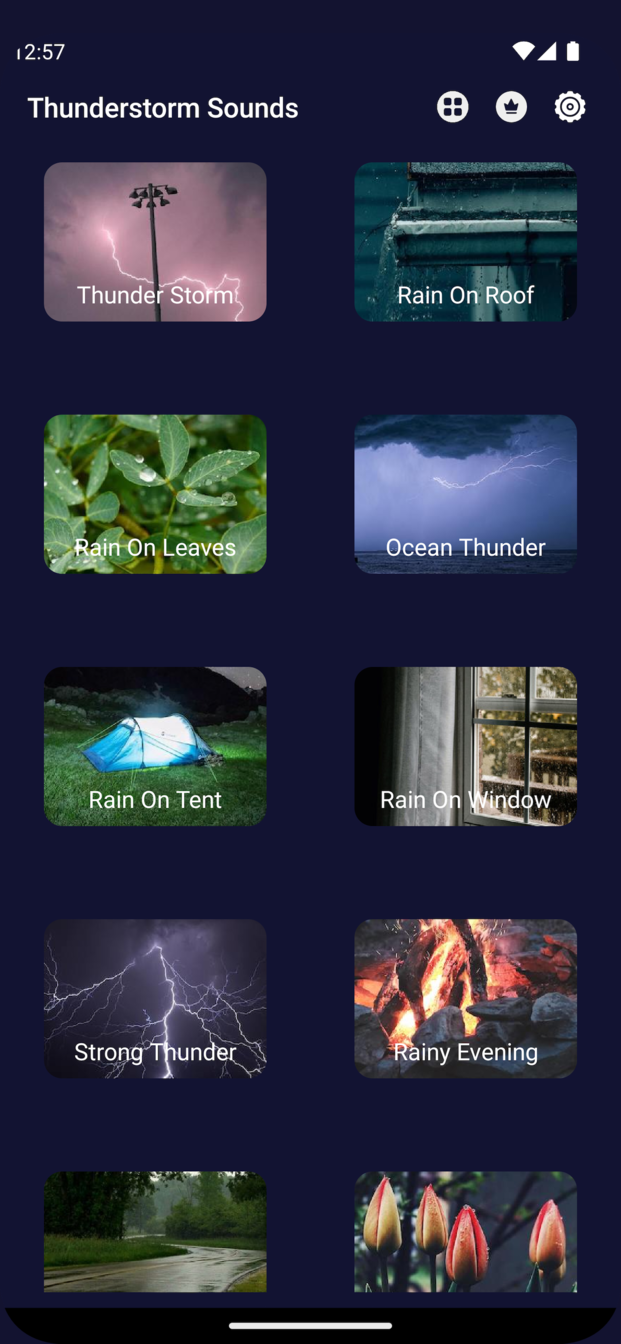 12:57
Thunderstorm Sounds
Thunder Storm
Rain On Roof
Rain On Leaves
Ocean Thunder
Rain On Tent
Rain On Window
Strong Thunder
Rainy Evening